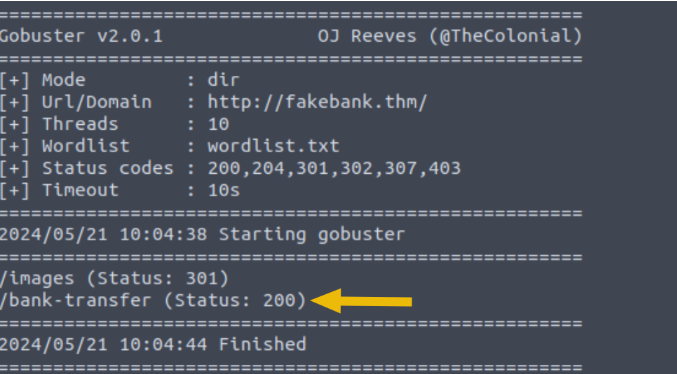 =====================================================
Gobuster v2.0.1              OJ Reeves (@TheColonial)
=====================================================
[+] Mode         : dir
[+] Url/Domain   : http://fakebank.thm/
[+] Threads      : 10
[+] Wordlist     : wordlist.txt
[+] Status codes : 200,204,301,302,307,403
[+] Timeout      : 10s
=====================================================
2024/05/21 10:04:38 Starting gobuster
=====================================================
/images (Status: 301)
/bank-transfer (Status: 200)
=====================================================
2024/05/21 10:04:44 Finished
=====================================================